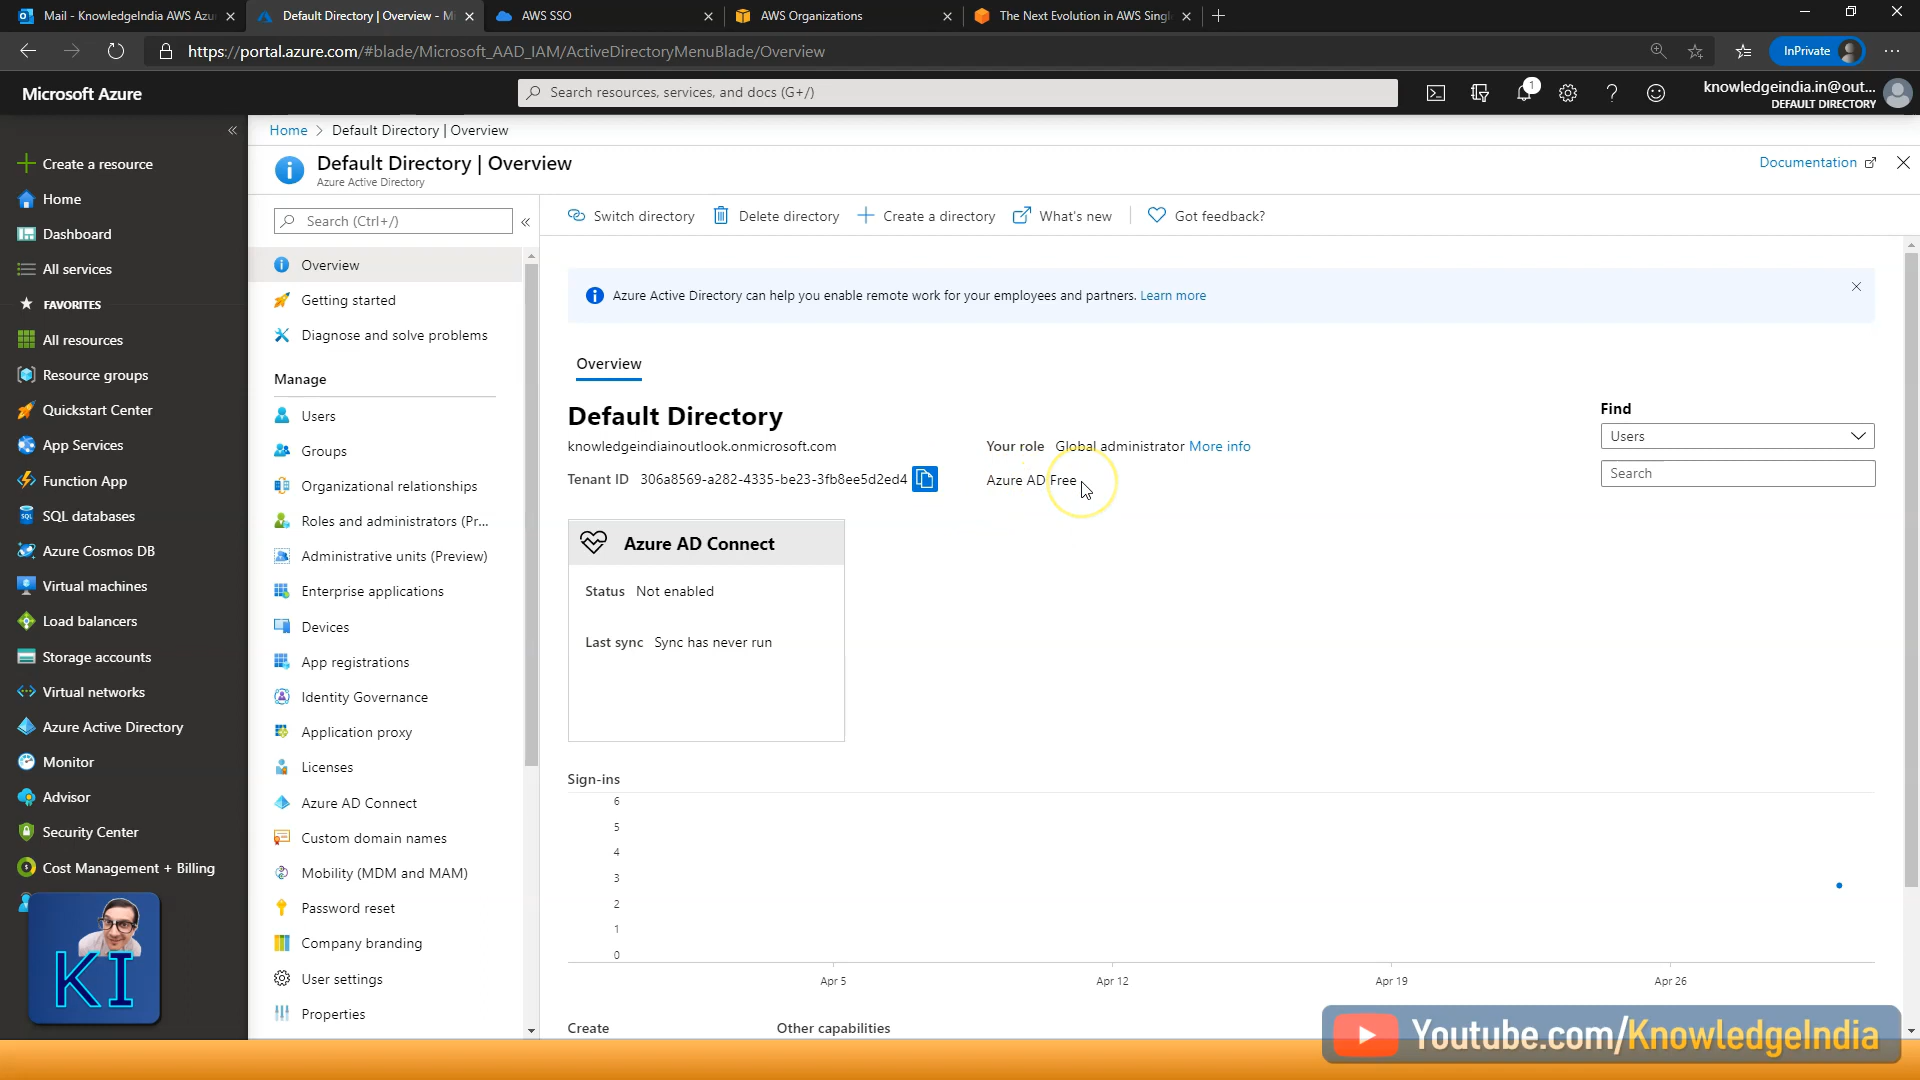 Mail - KnowledgeIndia AWS Azu
Default Directory | Overview - Mi
AWS SSO
AWS Organizations
The Next Evolution in AWS Singl
https://portal.azure.com/#blade/Microsoft_AAD_IAM/ActiveDirectoryMenuBlade/Overview
InPrivate
Microsoft Azure
Search resources, services, and docs (G+/)
1
knowledgeindia.in@out...
DEFAULT DIRECTORY
Create a resource
Home
Dashboard
All services
FAVORITES
All resources
Resource groups
Quickstart Center
App Services
Function App
SQL databases
Azure Cosmos DB
Virtual machines
Load balancers
Storage accounts
Virtual networks
Azure Active Directory
Monitor
Advisor
Security Center
Cost Management + Billing
KI
Home > Default Directory | Overview
Default Directory | Overview
Azure Active Directory
Documentation
Search (Ctrl+/)
Overview
Getting started
Diagnose and solve problems
Manage
Users
Groups
Organizational relationships
Roles and administrators (Pr...
Administrative units (Preview)
Enterprise applications
Devices
App registrations
Identity Governance
Application proxy
Licenses
Azure AD Connect
Custom domain names
Mobility (MDM and MAM)
Password reset
Company branding
User settings
Properties
Switch directory
Delete directory
Create a directory
What's new
Got feedback?
Azure Active Directory can help you enable remote work for your employees and partners. Learn more
Overview
Default Directory
knowledgeindiainoutlook.onmicrosoft.com
Tenant ID 306a8569-a282-4335-be23-3fb8ee5d2ed4
Your role Global administrator More info
Azure AD Free
Find
Users
Search
Azure AD Connect
Status Not enabled
Last sync Sync has never run
Sign-ins
6
5
4
3
2
1
0
Apr 5
Apr 12
Apr 19
Apr 26
Create
Other capabilities
Youtube.com/KnowledgeIndia